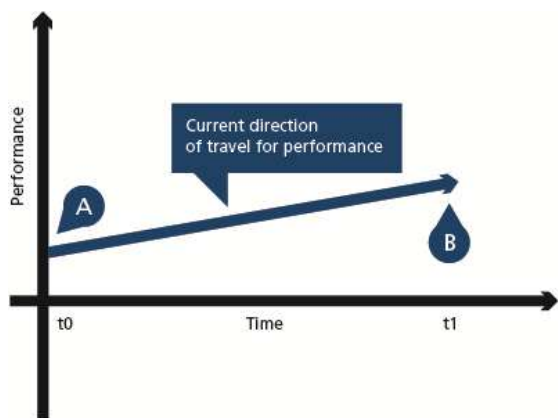 Performance
Current direction
of travel for performance
A
B
t0
Time
t1